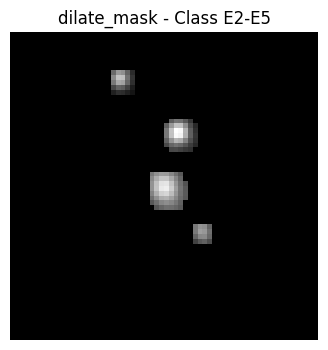 dilate_mask - Class E2-E5